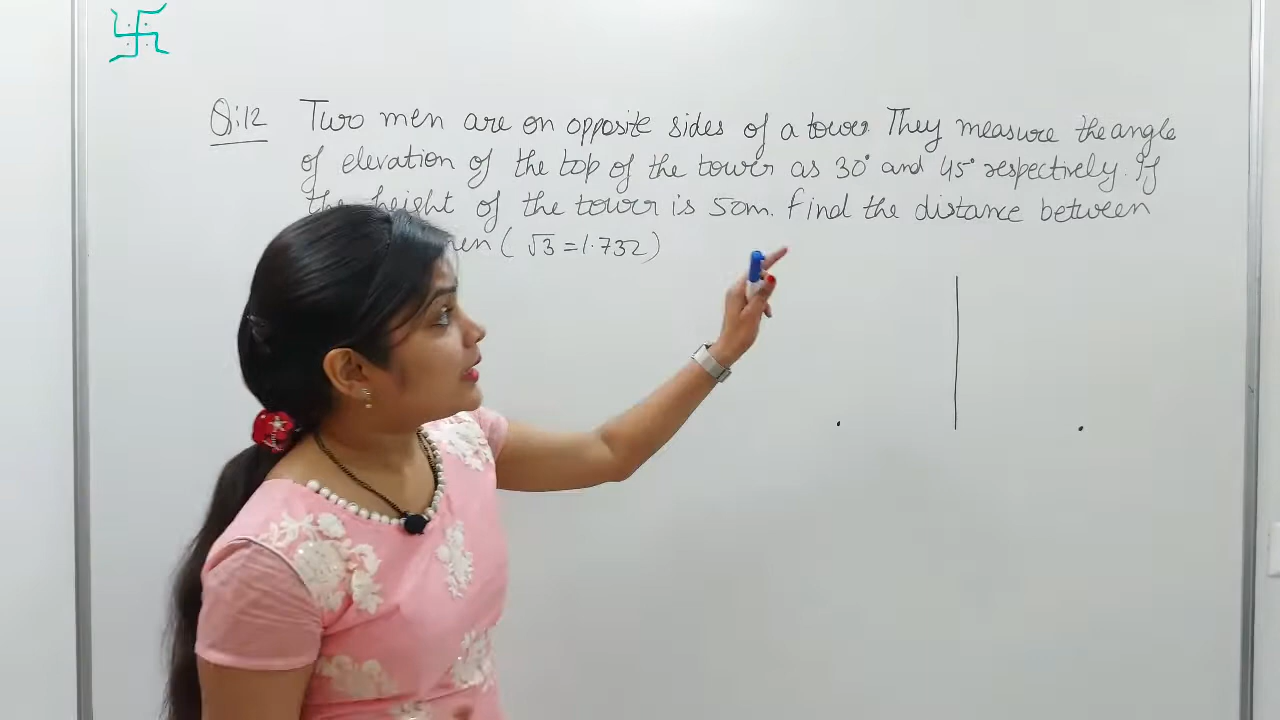 Q:12 Two men are on opposite sides of a tower. They measure the angle
of elevation of the top of the tower as 30° and 45° respectively. If
the height of the tower is 50m. find the distance between
(√3 = 1.732)